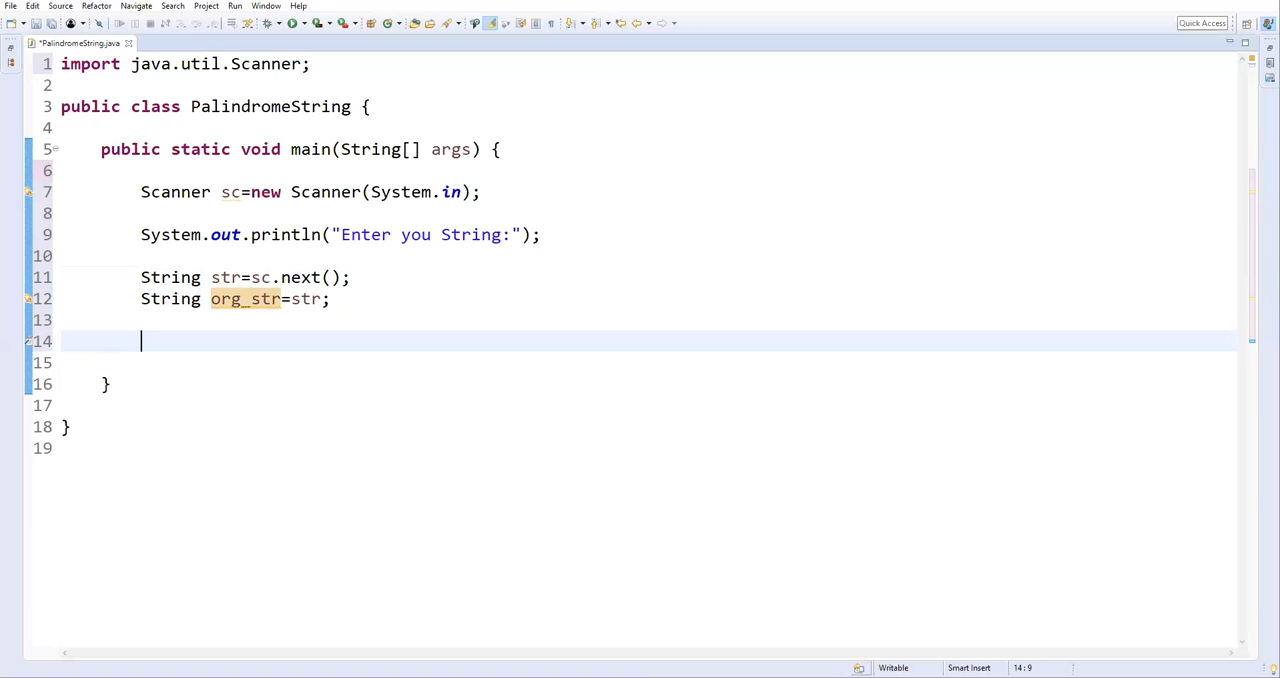 File Edit Source Refactor Navigate Search Project Run Window Help
Quick Access
*PalindromeString.java
1 import java.util.Scanner;
2
3 public class PalindromeString {
4
5 public static void main(String[] args) {
6
7 Scanner sc=new Scanner(System.in);
8
9 System.out.println("Enter you String:");
10
11 String str=sc.next();
12 String org_str=str;
13
14
15
16 }
17
18 }
19
Writable Smart Insert 14:9